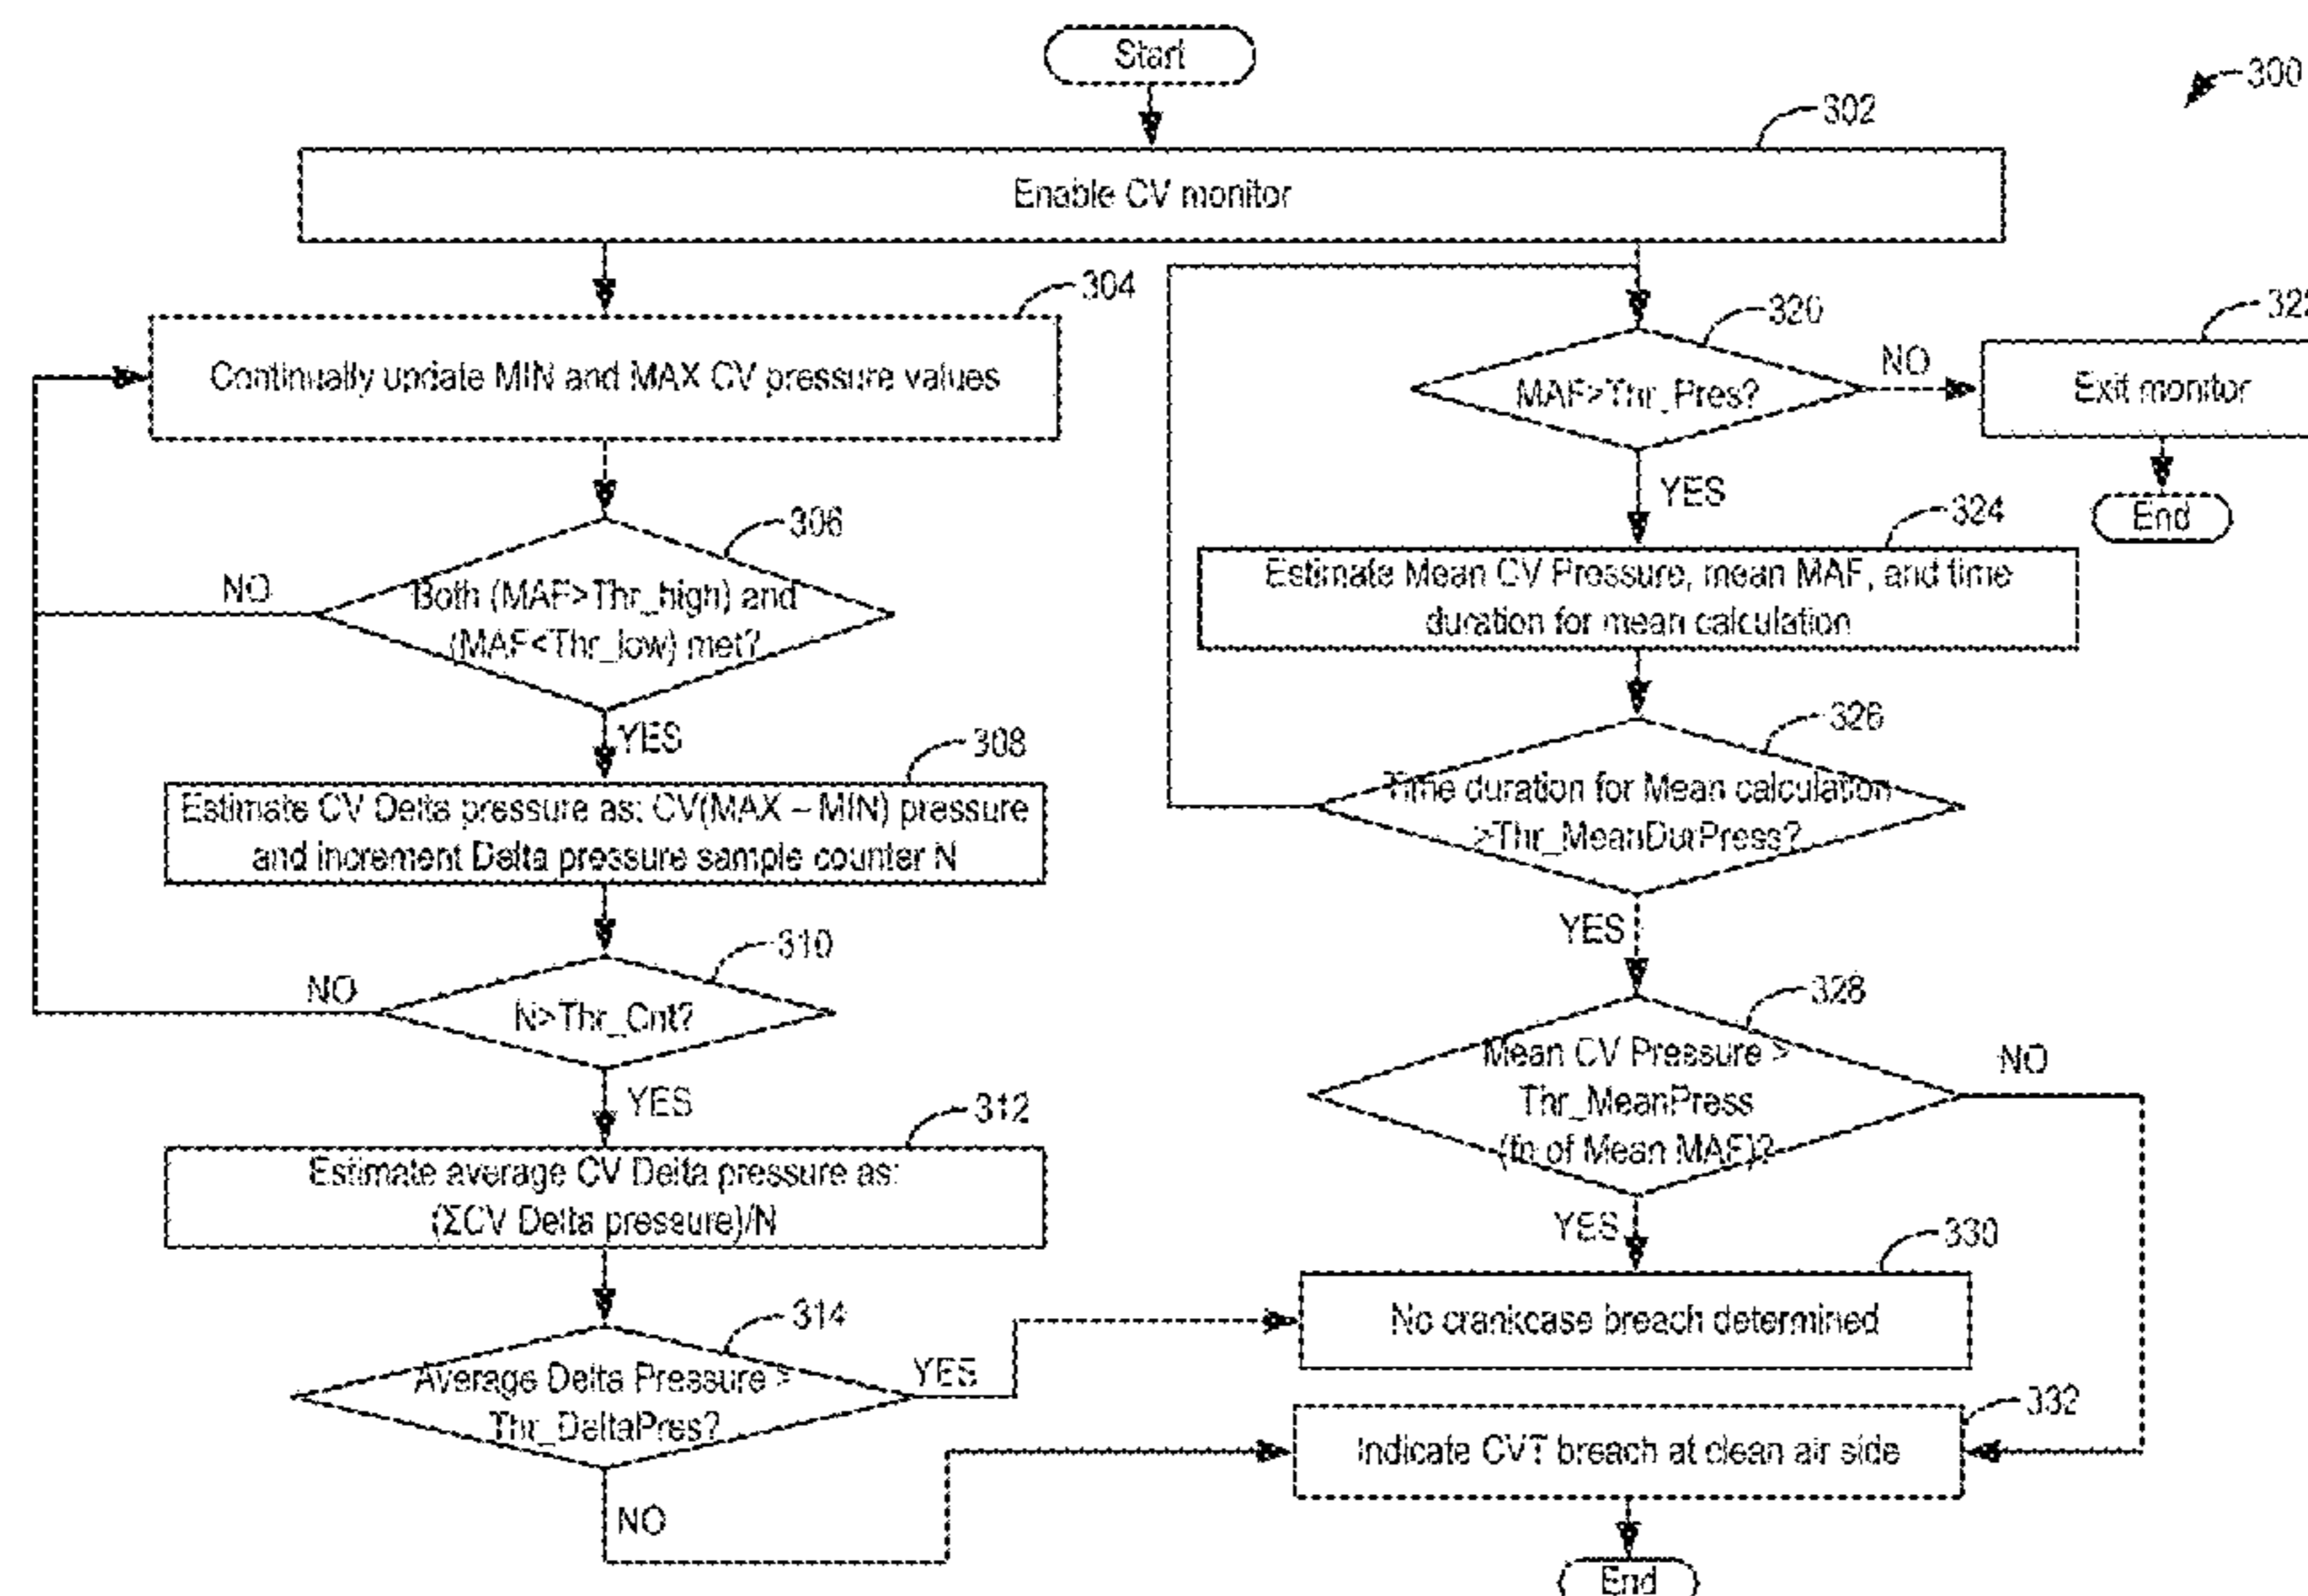 Start
300
302
Enable CV monitor
304
Continually update MIN and MAX CV pressure values
306
Both (MAF>Thr_high) and
(MAF<Thr_low) met?
NO
YES
308
Estimate CV Delta pressure as: CV(MAX – MIN) pressure
and increment Delta pressure sample counter N
310
N>Thr_Cnt?
NO
YES
312
Estimate average CV Delta pressure as:
(ΣCV Delta pressure)/N
314
Average Delta Pressure >
Thr_DeltaPres?
YES
NO
320
MAF>Thr_Pres?
NO
322
Exit monitor
End
YES
324
Estimate Mean CV Pressure, mean MAF, and time
duration for mean calculation
326
Time duration for Mean calculation
>Thr_MeanDurPress?
YES
328
Mean CV Pressure >
Thr_MeanPress
(fn of Mean MAF)?
NO
YES
330
No crankcase breach determined
332
Indicate CVT breach at clean air side
End